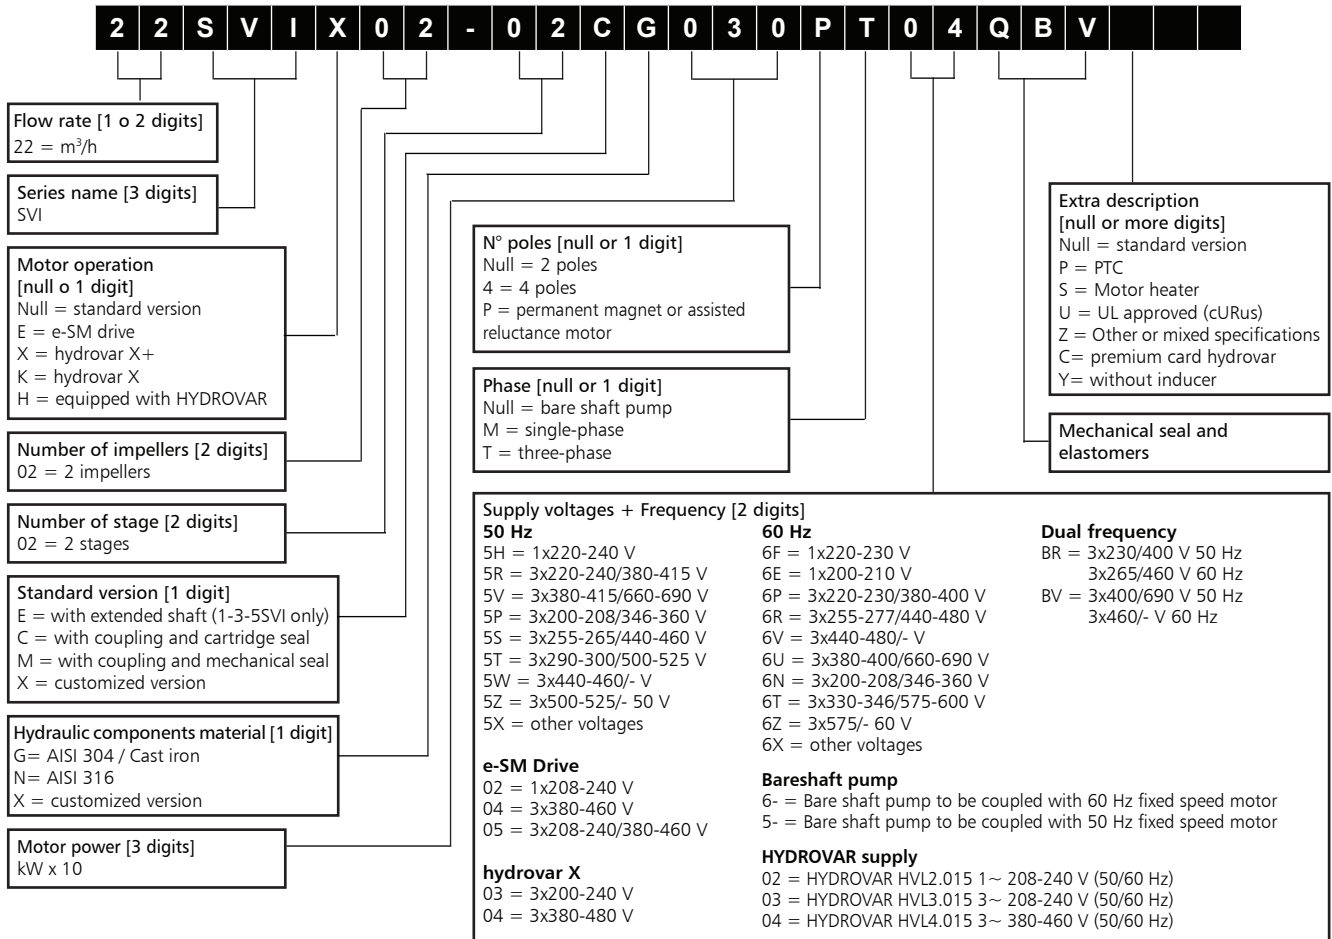 22SVIX02-02CG030PT04QBV
Flow rate [1 o 2 digits]
22 = m³/h
Series name [3 digits]
SVI
Motor operation
[null o 1 digit]
Null = standard version
E = e-SM drive
X = hydrovar X+
K = hydrovar X
H = equipped with HYDROVAR
Number of impellers [2 digits]
02 = 2 impellers
Number of stage [2 digits]
02 = 2 stages
Standard version [1 digit]
E = with extended shaft (1-3-5SVI only)
C = with coupling and cartridge seal
M = with coupling and mechanical seal
X = customized version
Hydraulic components material [1 digit]
G= AISI 304 / Cast iron
N= AISI 316
X = customized version
Motor power [3 digits]
kW x 10
N° poles [null or 1 digit]
Null = 2 poles
4 = 4 poles
P = permanent magnet or assisted
reluctance motor
Phase [null or 1 digit]
Null = bare shaft pump
M = single-phase
T = three-phase
Extra description
[null or more digits]
Null = standard version
P = PTC
S = Motor heater
U = UL approved (cURus)
Z = Other or mixed specifications
C= premium card hydrovar
Y= without inducer
Mechanical seal and
elastomers
Supply voltages + Frequency [2 digits]
50 Hz
5H = 1x220-240 V
5R = 3x220-240/380-415 V
5V = 3x380-415/660-690 V
5P = 3x200-208/346-360 V
5S = 3x255-265/440-460 V
5T = 3x290-300/500-525 V
5W = 3x440-460/- V
5Z = 3x500-525/- 50 V
5X = other voltages
e-SM Drive
02 = 1x208-240 V
04 = 3x380-460 V
05 = 3x208-240/380-460 V
hydrovar X
03 = 3x200-240 V
04 = 3x380-480 V
60 Hz
6F = 1x220-230 V
6E = 1x200-210 V
6P = 3x220-230/380-400 V
6R = 3x255-277/440-480 V
6V = 3x440-480/- V
6U = 3x380-400/660-690 V
6N = 3x200-208/346-360 V
6T = 3x330-346/575-600 V
6Z = 3x575/- 60 V
6X = other voltages
Dual frequency
BR = 3x230/400 V 50 Hz
3x265/460 V 60 Hz
BV = 3x400/690 V 50 Hz
3x460/- V 60 Hz
Bareshaft pump
6- = Bare shaft pump to be coupled with 60 Hz fixed speed motor
5- = Bare shaft pump to be coupled with 50 Hz fixed speed motor
HYDROVAR supply
02 = HYDROVAR HVL2.015 1~ 208-240 V (50/60 Hz)
03 = HYDROVAR HVL3.015 3~ 208-240 V (50/60 Hz)
04 = HYDROVAR HVL4.015 3~ 380-460 V (50/60 Hz)